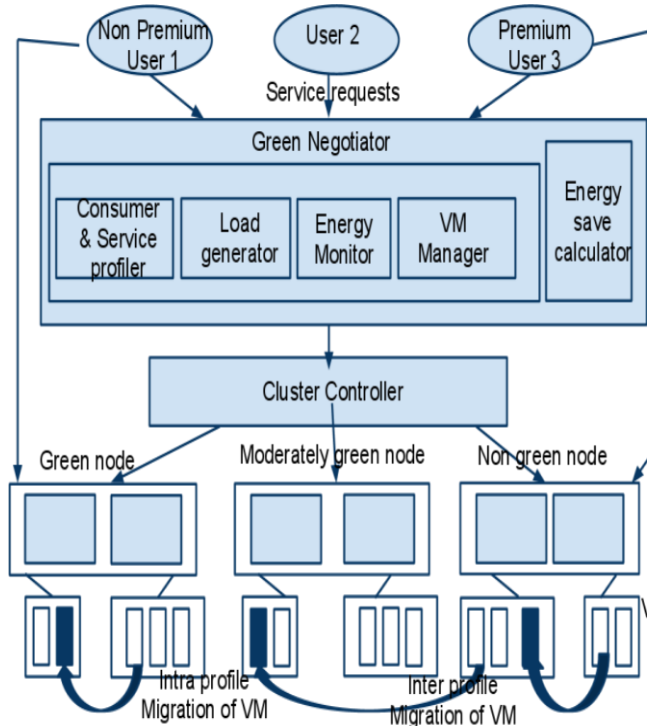 Non Premium
User 1
User 2
Premium
User 3
Service requests
Green Negotiator
Consumer
& Service
profiler
Load
generator
Energy
Monitor
VM
Manager
Energy
save
calculator
Cluster Controller
Green node
Moderately green node
Non green node
V
Intra profile
Migration of VM
Inter profile
Migration of VM